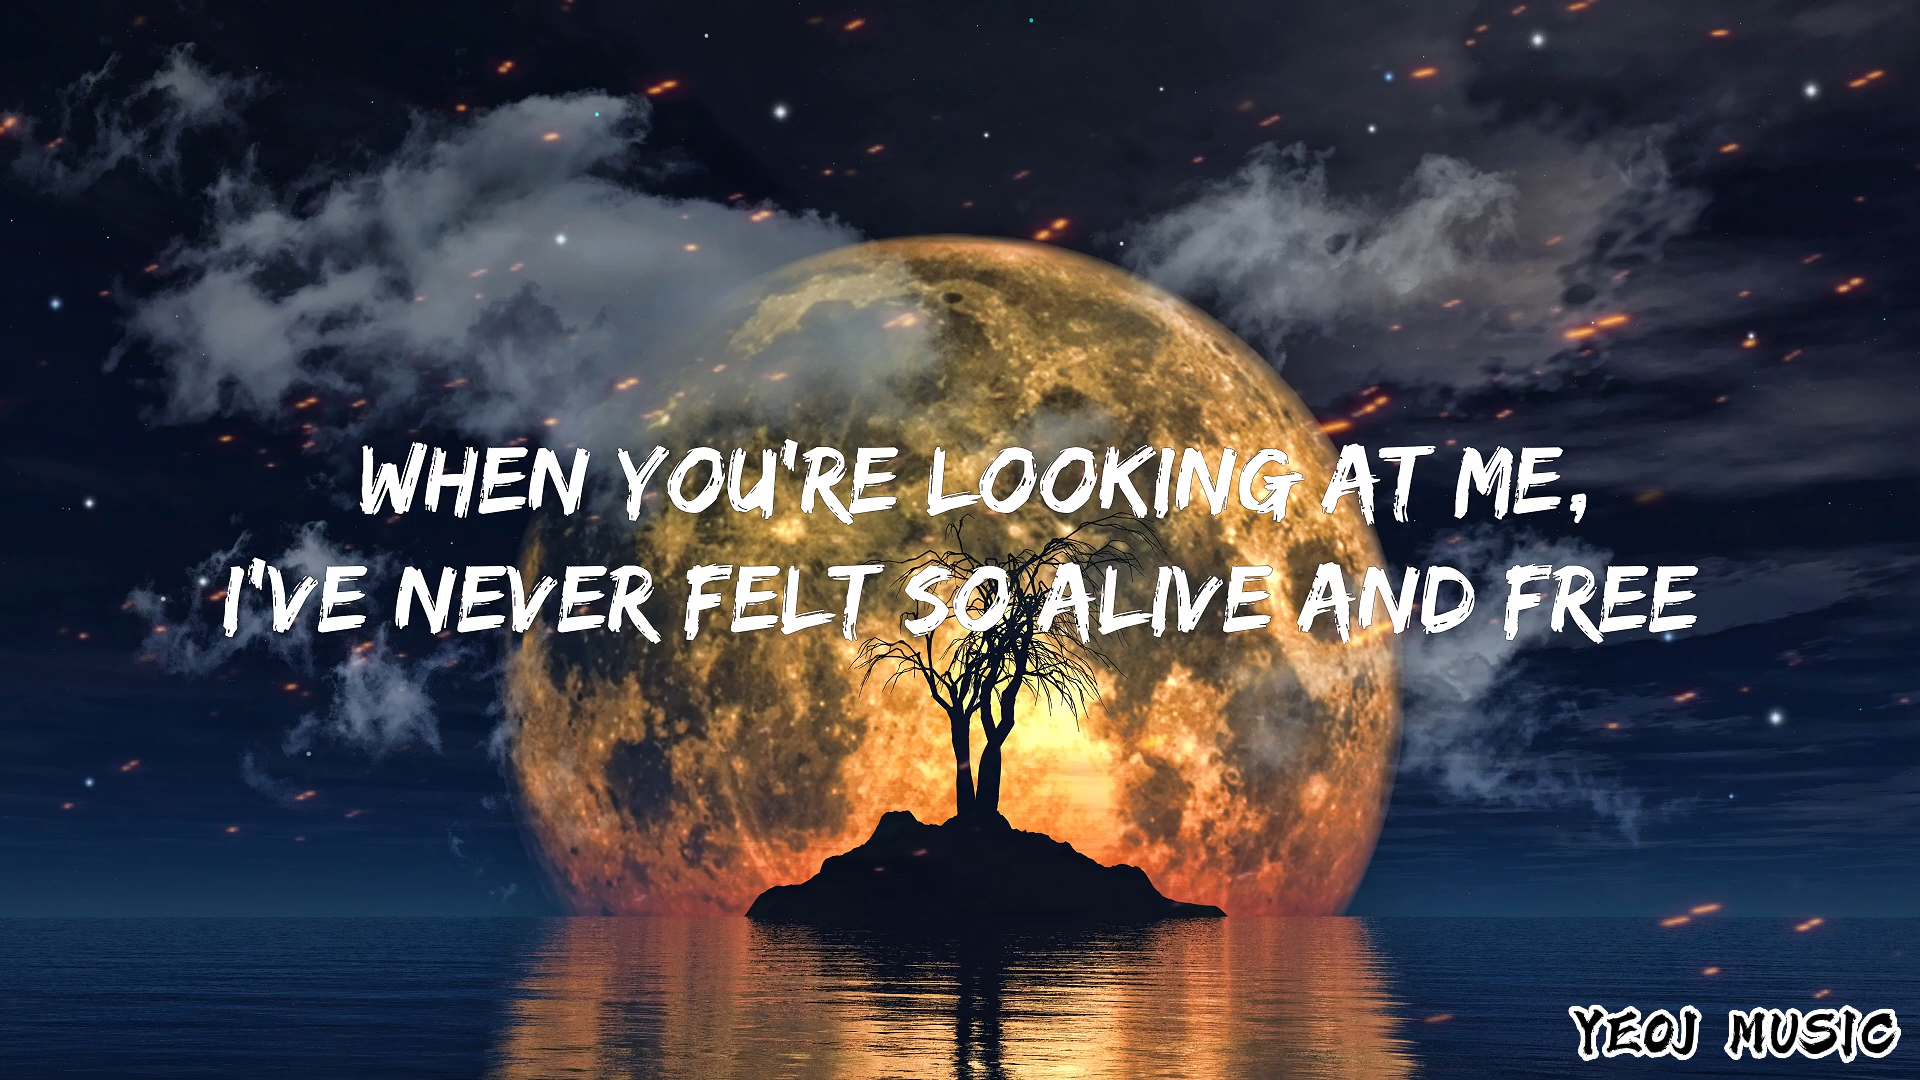 WHEN YOU'RE LOOKING AT ME,
I'VE NEVER FELT SO ALIVE AND FREE
YEOJ MUSIC